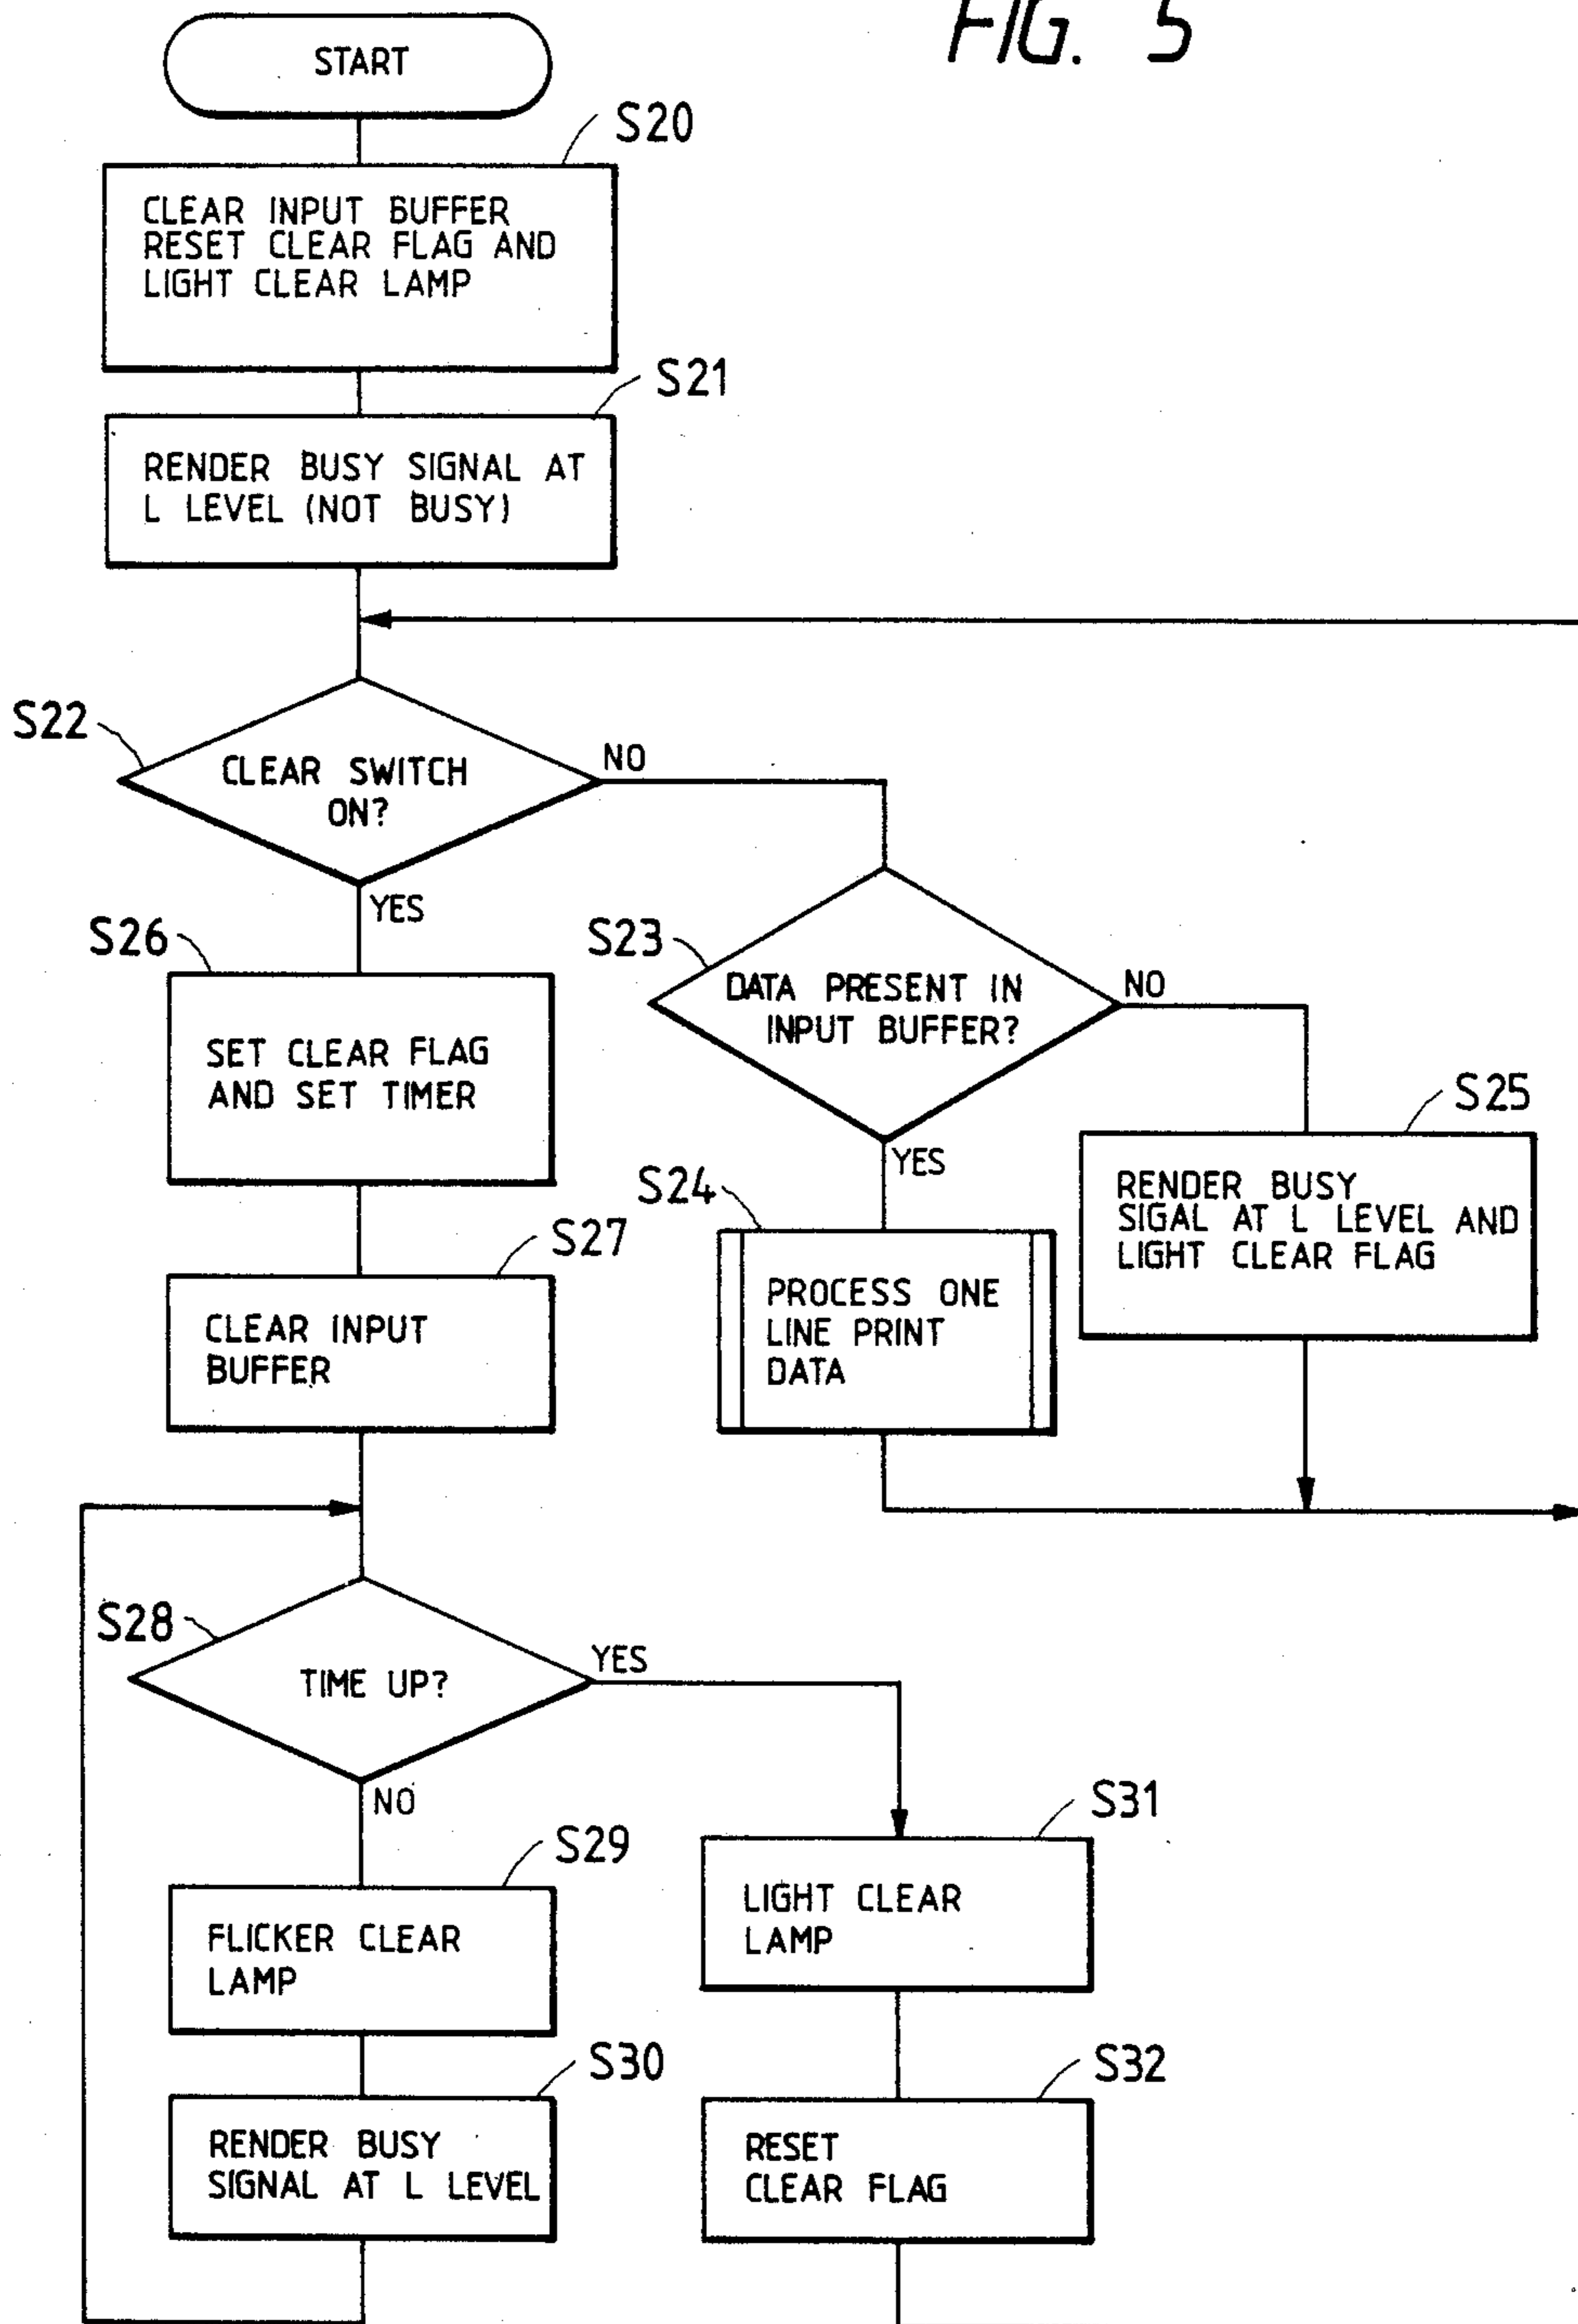 FIG. 5
START
S20
CLEAR INPUT BUFFER
RESET CLEAR FLAG AND
LIGHT CLEAR LAMP
S21
RENDER BUSY SIGNAL AT
L LEVEL (NOT BUSY)
S22
CLEAR SWITCH
ON?
NO
YES
S23
DATA PRESENT IN
INPUT BUFFER?
NO
YES
S26
SET CLEAR FLAG
AND SET TIMER
S25
RENDER BUSY
SIGAL AT L LEVEL AND
LIGHT CLEAR FLAG
S24
PROCESS ONE
LINE PRINT
DATA
S27
CLEAR INPUT
BUFFER
S28
TIME UP?
YES
NO
S31
LIGHT CLEAR
LAMP
S29
FLICKER CLEAR
LAMP
S30
RENDER BUSY
SIGNAL AT L LEVEL
S32
RESET
CLEAR FLAG